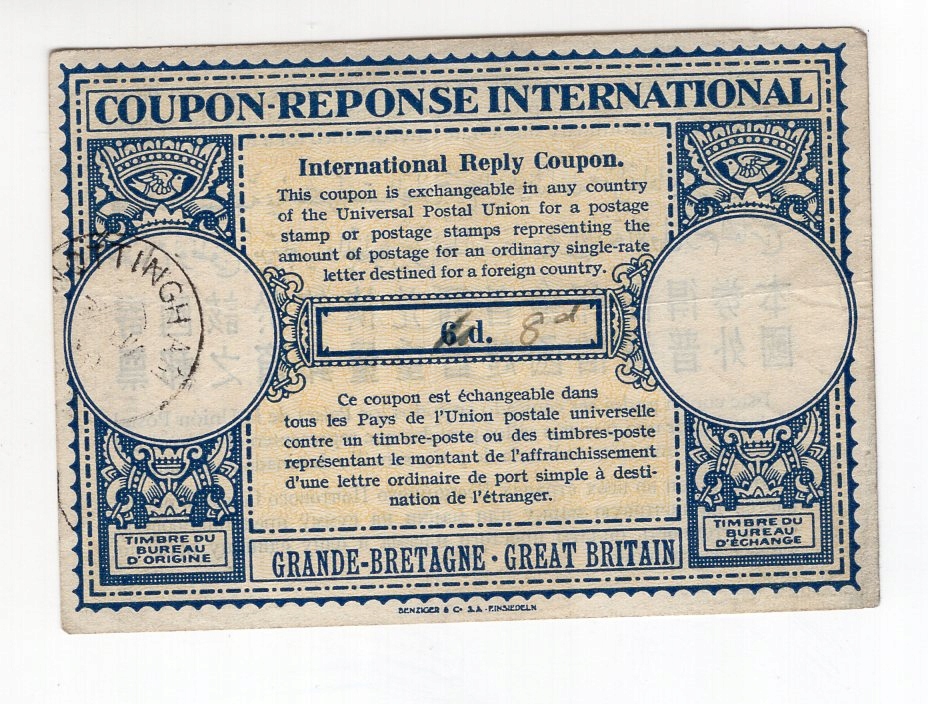 COUPON-REPONSE INTERNATIONAL
International Reply Coupon.
This coupon is exchangeable in any country
of the Universal Postal Union for a postage
stamp or postage stamps representing the
amount of postage for an ordinary single-rate
letter destined for a foreign country.
6d. 8d
Ce coupon est échangeable dans
tous les Pays de l'Union postale universelle
contre un timbre-poste ou des timbres-poste
représentant le montant de l'affranchissement
d'une lettre ordinaire de port simple à desti-
nation de l'étranger.
TIMBRE DU
BUREAU
D'ORIGINE
TIMBRE DU
BUREAU
D'ÉCHANGE
GRANDE-BRETAGNE · GREAT BRITAIN
BENZIGER & Co S.A. · EINSIEDELN